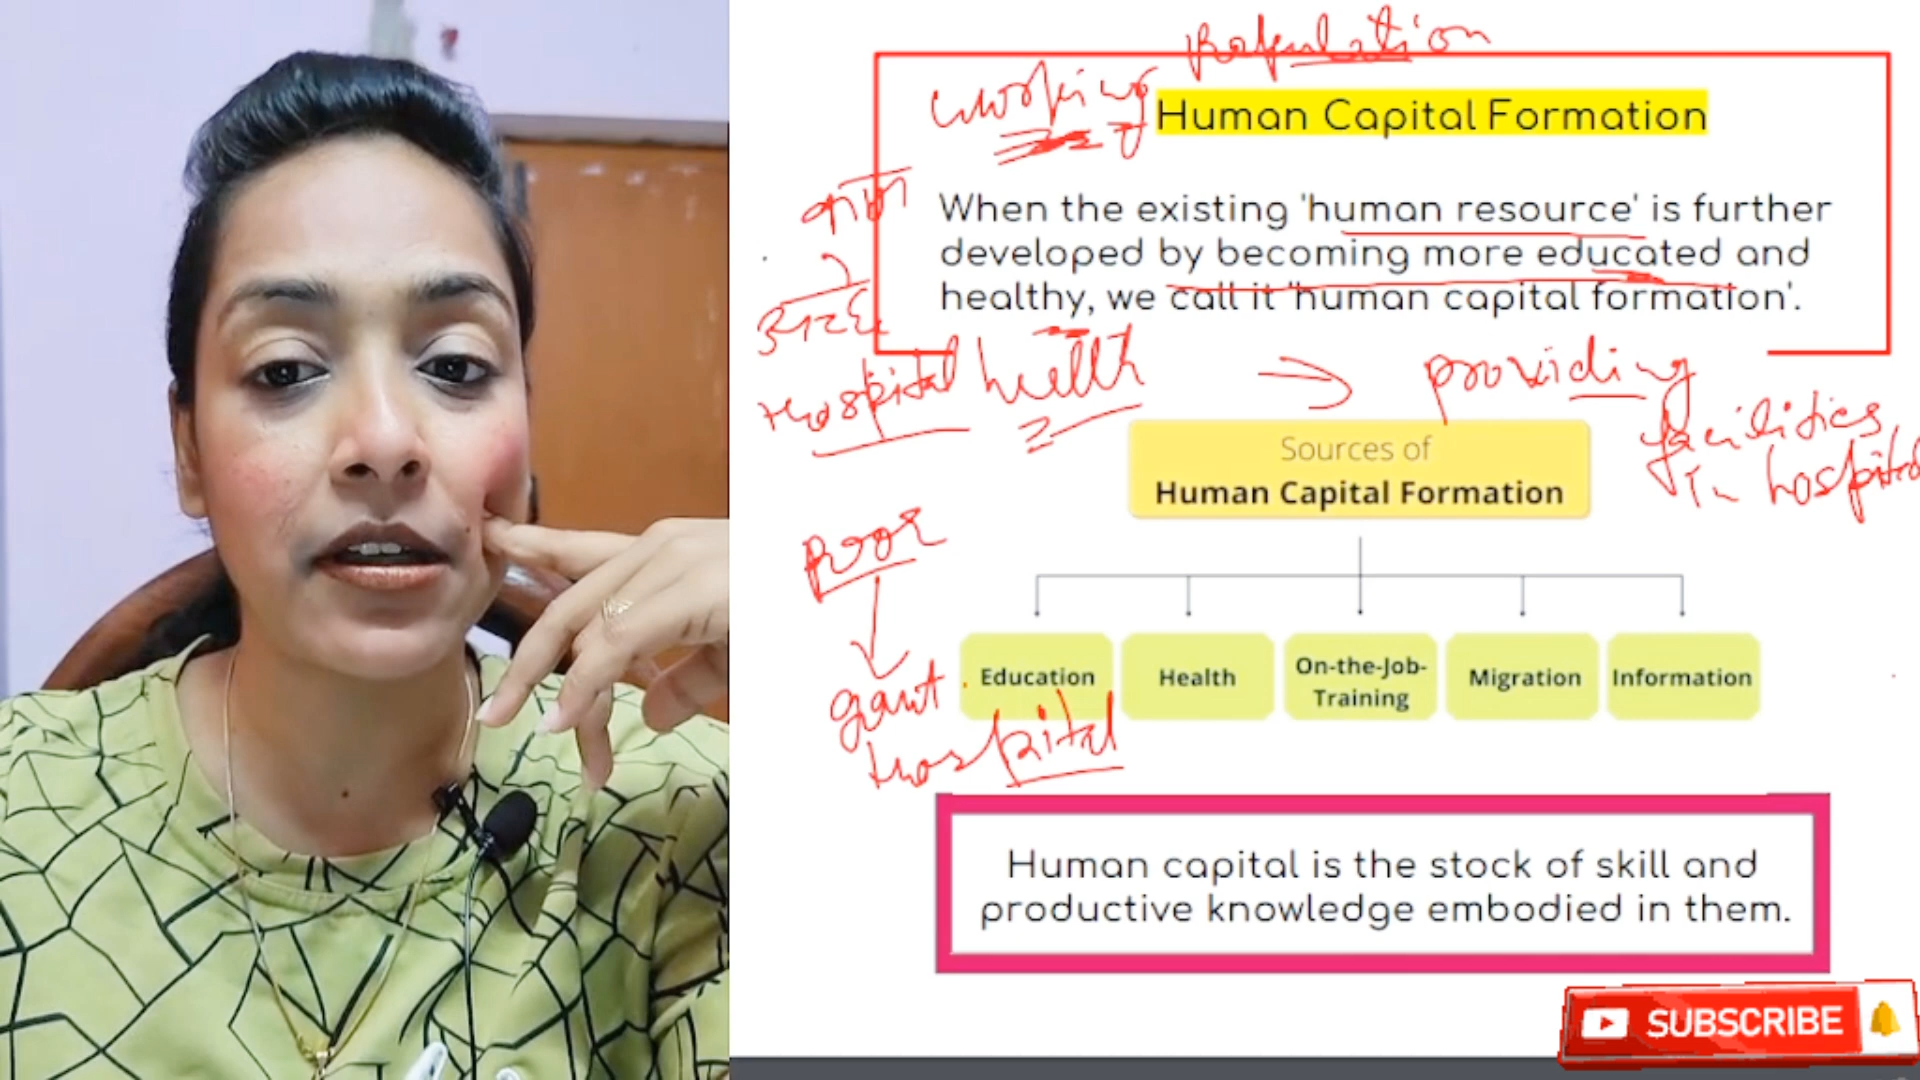 Population
working
Human Capital Formation
When the existing 'human resource' is further
developed by becoming more educated and
healthy, we call it 'human capital formation'.
Hospital health → providing
facilities
in hospital
Sources of
Human Capital Formation
Poor
govt
Hospital
Education Health On-the-Job-Training Migration Information
Human capital is the stock of skill and
productive knowledge embodied in them.
SUBSCRIBE